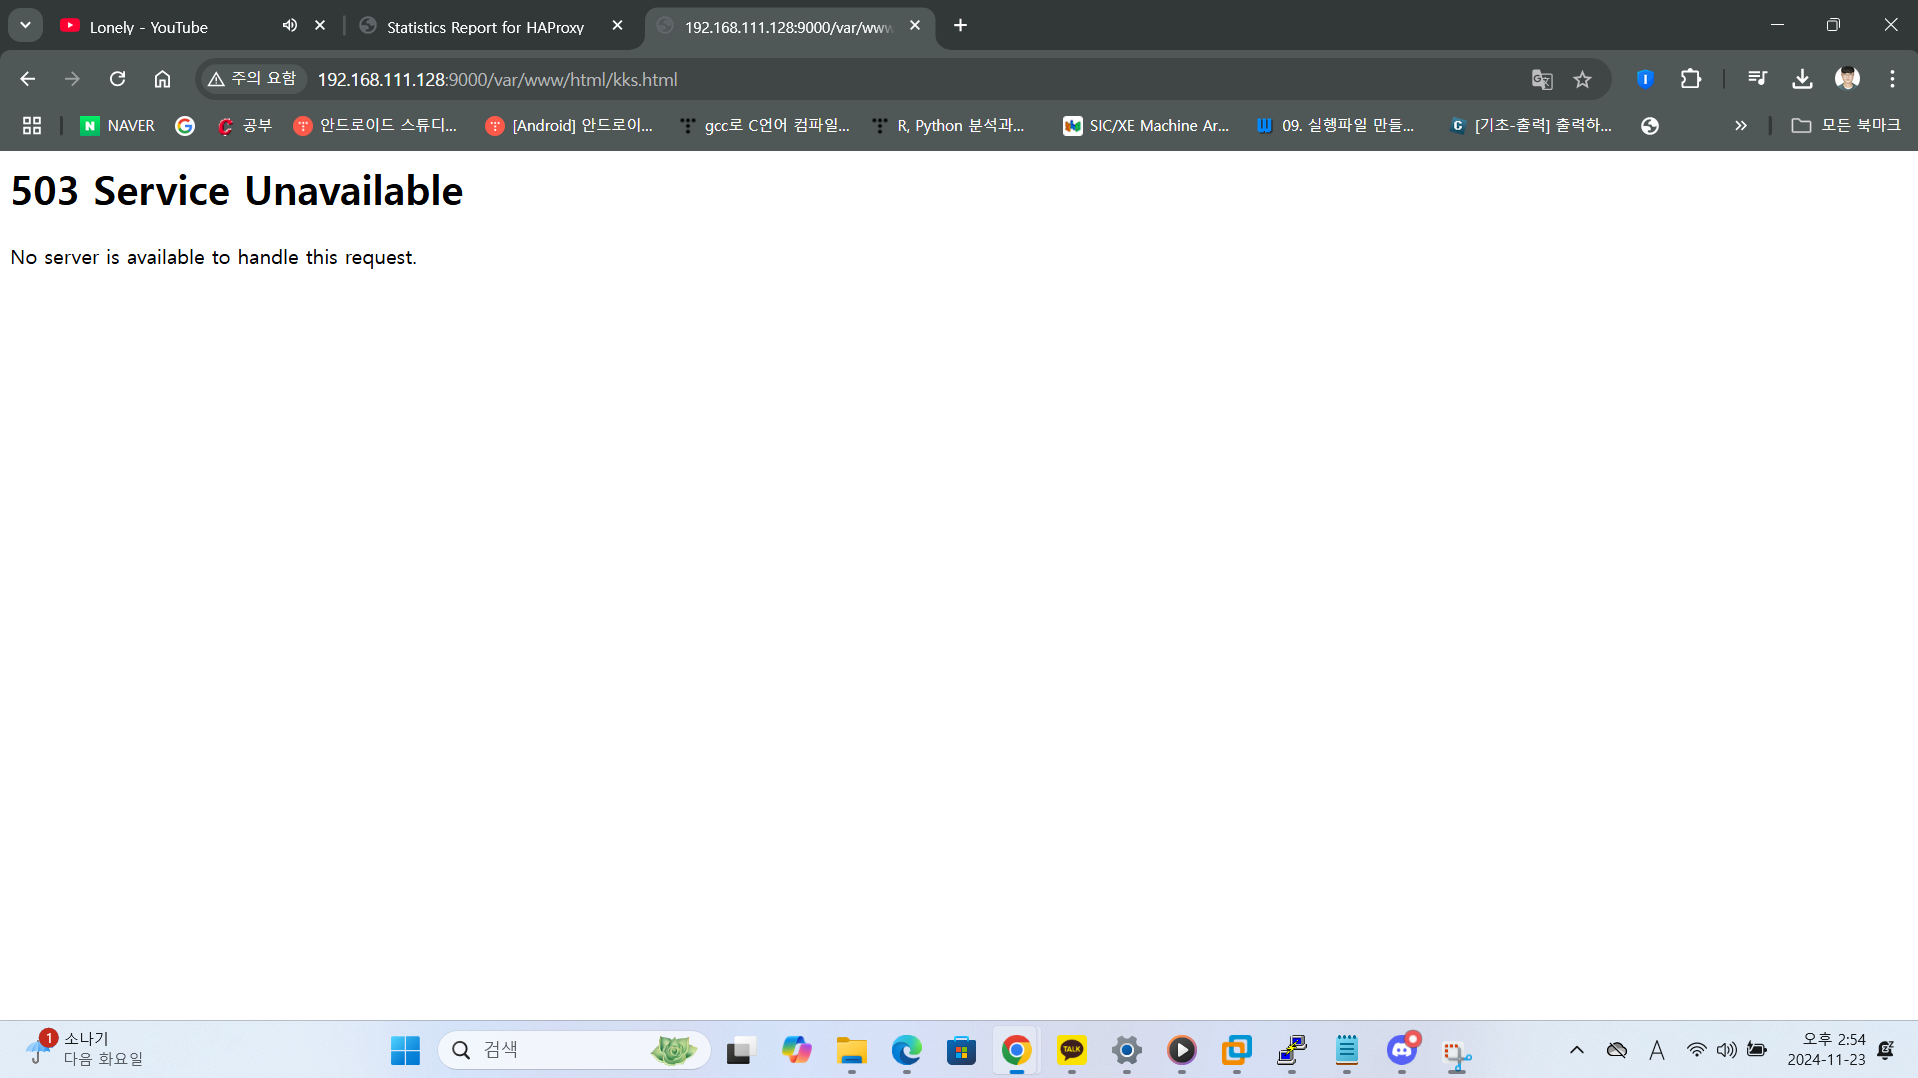 Lonely - YouTube
Statistics Report for HAProxy
192.168.111.128:9000/var/www
주의 요함
192.168.111.128:9000/var/www/html/kks.html
NAVER
공부
안드로이드 스튜디...
[Android] 안드로이...
gcc로 C언어 컴파일...
R, Python 분석과...
SIC/XE Machine Ar...
09. 실행파일 만들...
[기초-출력] 출력하...
모든 북마크
503 Service Unavailable
No server is available to handle this request.
1
소나기
다음 화요일
검색
TALK
A
오후 2:54
2024-11-23